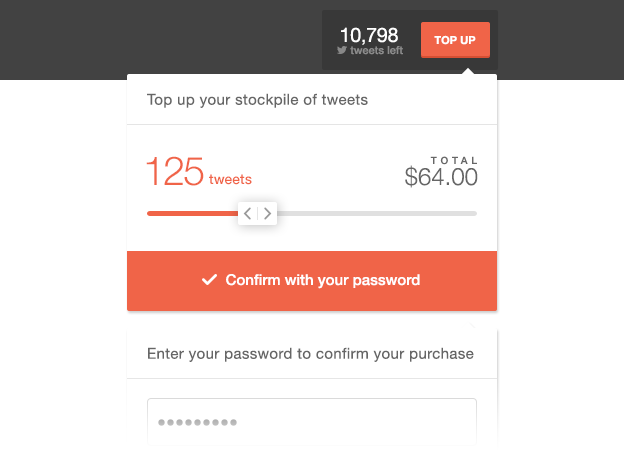 10,798
tweets left
TOP UP
Top up your stockpile of tweets
125 tweets
TOTAL
$64.00
Confirm with your password
Enter your password to confirm your purchase
•••••••••